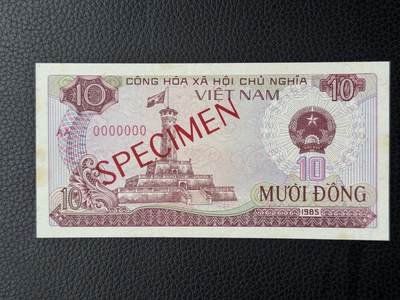 10
CỘNG HÒA XÃ HỘI CHỦ NGHĨA
VIỆT NAM
10
AA 0000000
SPECIMEN
10
10
MƯỜI ĐỒNG
1985